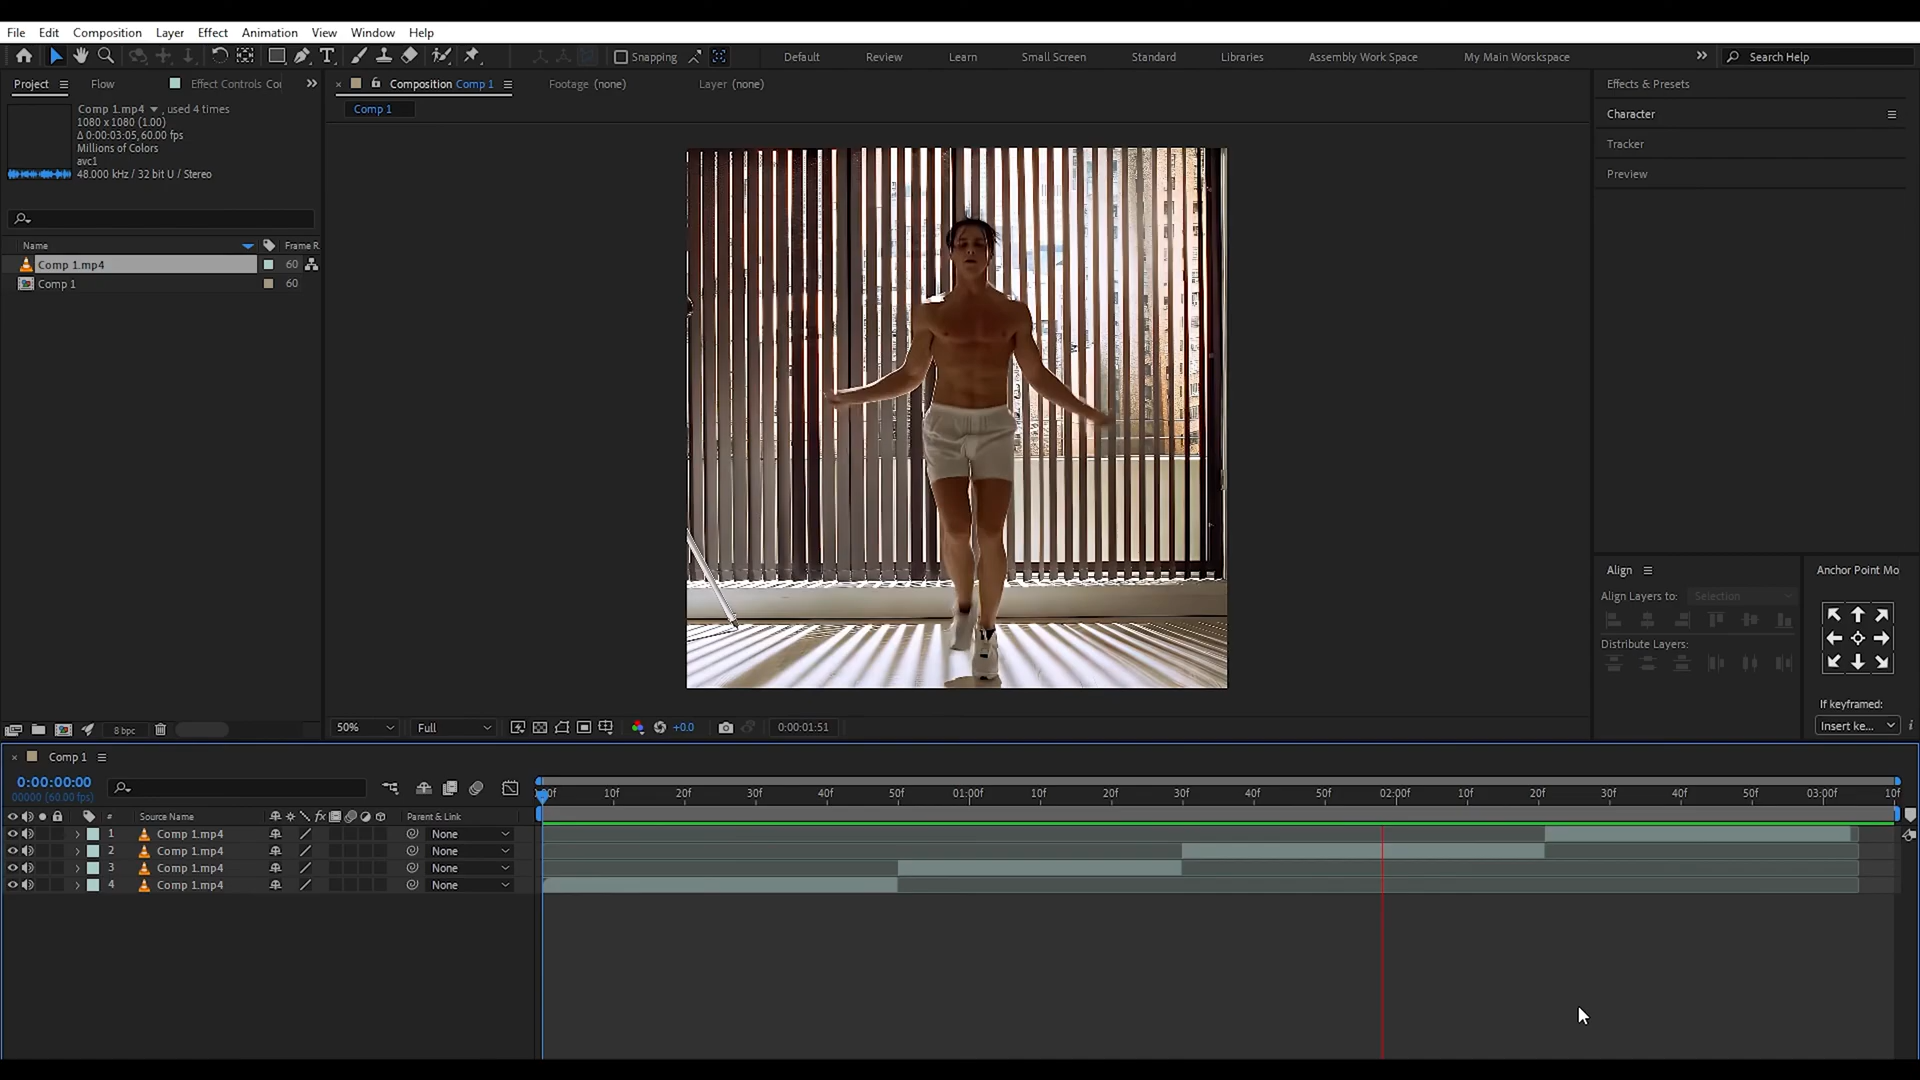 File Edit Composition Layer Effect Animation View Window Help
Snapping Default Review Learn Small Screen Standard Libraries Assembly Work Space My Main Worskspace Search Help
Project Flow Effect Controls Co
Composition Comp 1 Footage (none) Layer (none)
Effects & Presets
Comp 1.mp4 , used 4 times
1080 x 1080 (1.00)
Δ 0:00:03:05, 60.00 fps
Millions of Colors
avc1
48.000 kHz / 32 bit U / Stereo
Comp 1
Character
Tracker
Preview
Name Frame R
Comp 1.mp4 60
Comp 1 60
Align
Align Layers to: Selection
Distribute Layers:
Anchor Point Mo
If keyframed:
Insert ke...
8 bpc
50% Full +0.0 0:00:01:51
Comp 1
0:00:00:00
00000 (60.00 fps)
10f 20f 30f 40f 50f 01:00f 10f 20f 30f 40f 50f 02:00f 10f 20f 30f 40f 50f 03:00f 10f
# Source Name fx Parent & Link
1 Comp 1.mp4 None
2 Comp 1.mp4 None
3 Comp 1.mp4 None
4 Comp 1.mp4 None